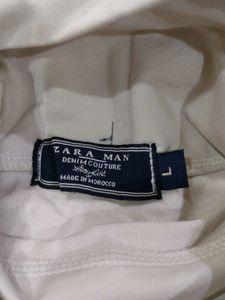 ZARA MAN
DENIM COUTURE
MADE IN MOROCCO
L